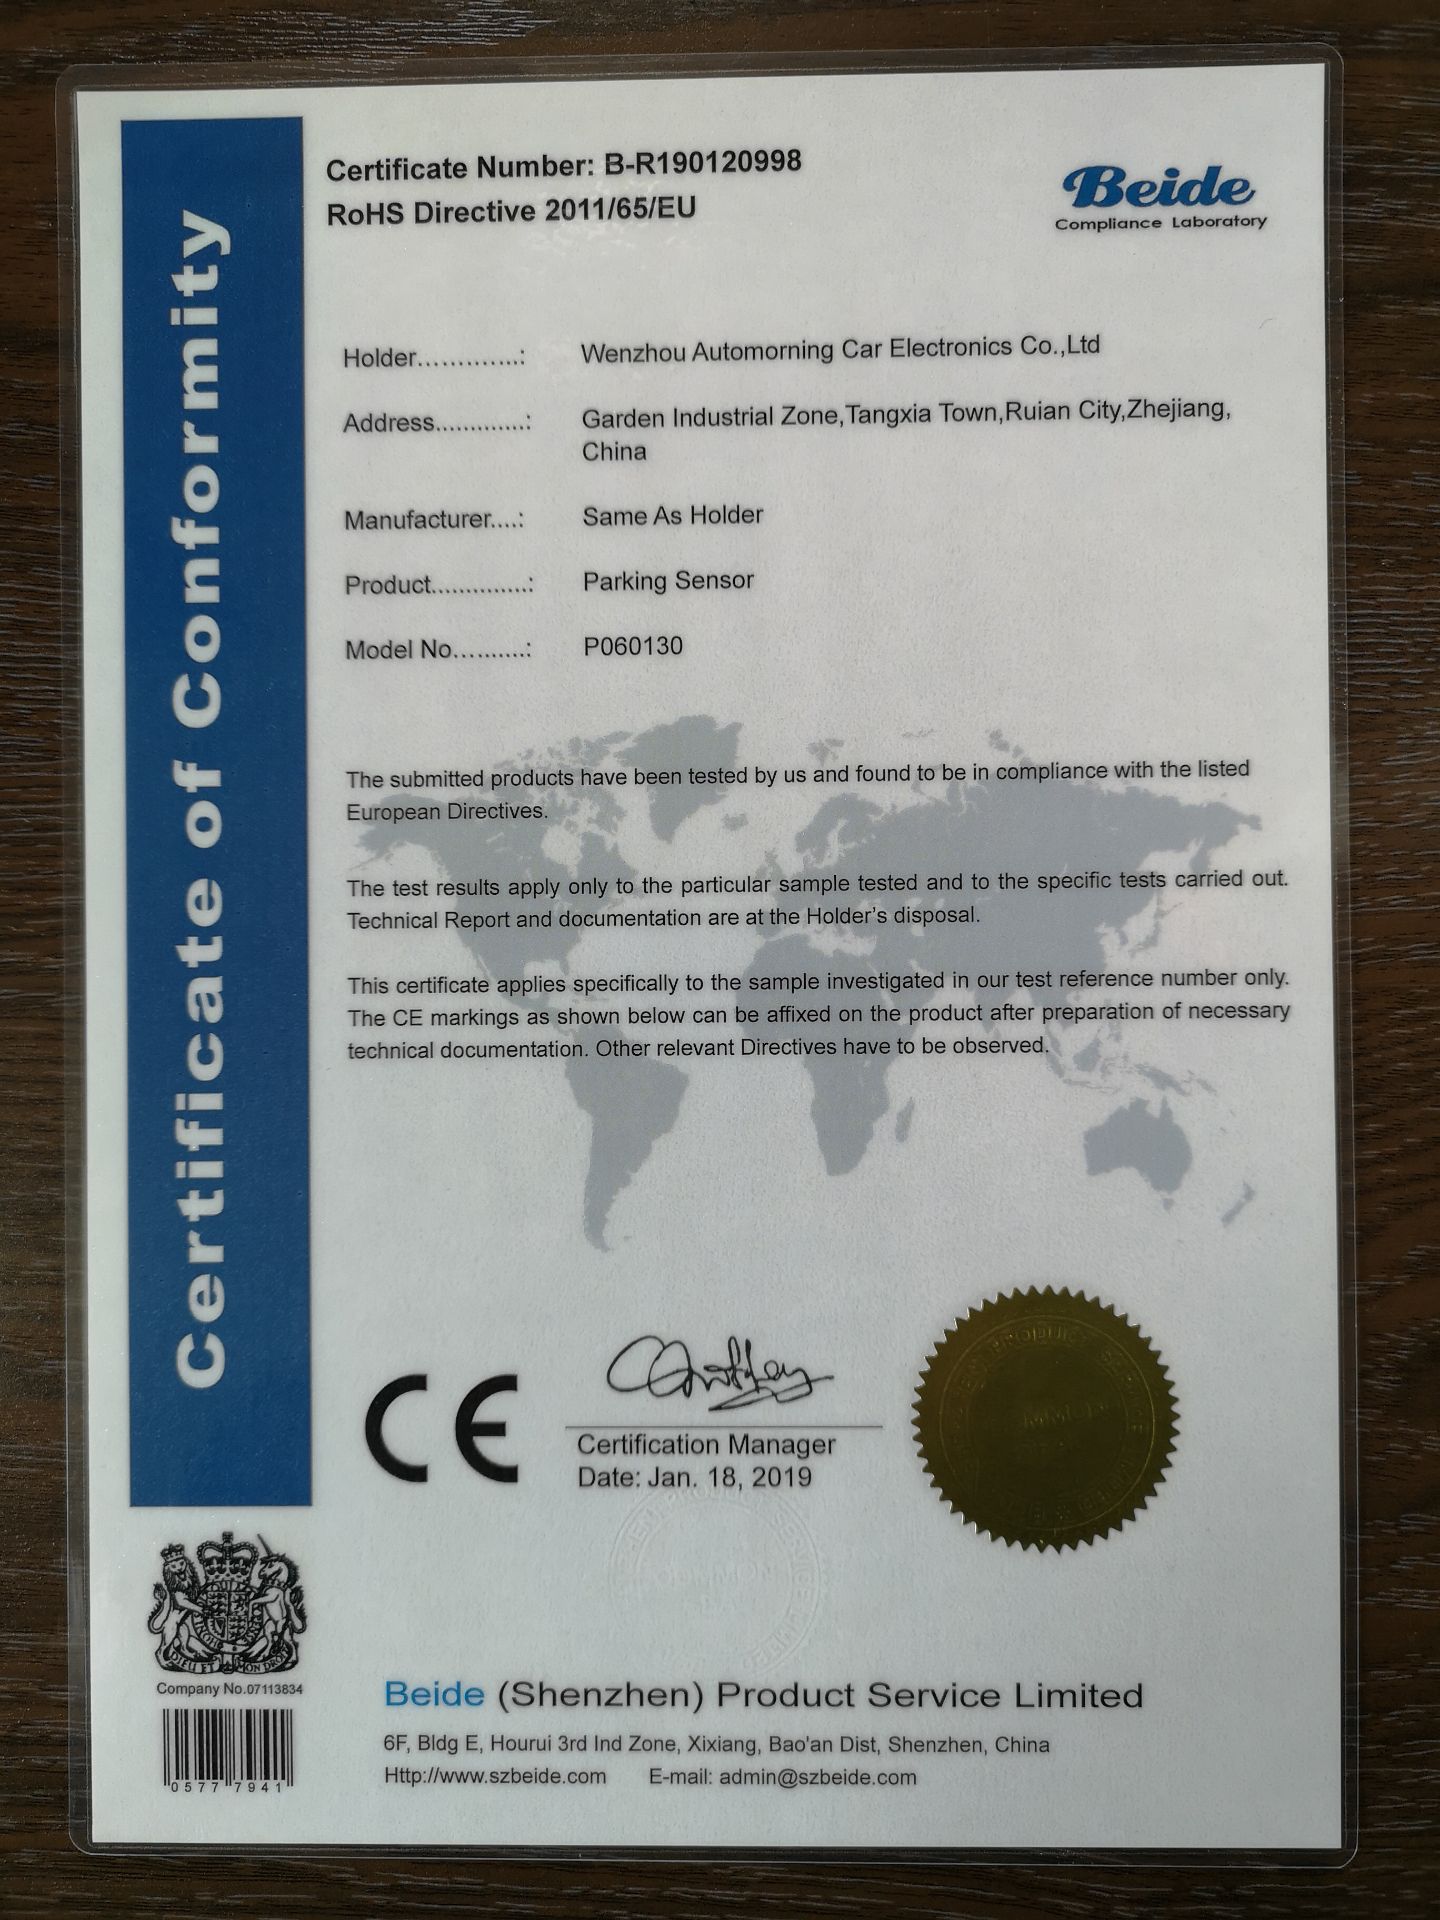 Certificate of Conformity
Certificate Number: B-R190120998
RoHS Directive 2011/65/EU
Beide
Compliance Laboratory
Holder.............: Wenzhou Automorning Car Electronics Co.,Ltd
Address.............: Garden Industrial Zone,Tangxia Town,Ruian City,Zhejiang,
China
Manufacturer....: Same As Holder
Product..............: Parking Sensor
Model No..........: P060130
The submitted products have been tested by us and found to be in compliance with the listed
European Directives.
The test results apply only to the particular sample tested and to the specific tests carried out.
Technical Report and documentation are at the Holder's disposal.
This certificate applies specifically to the sample investigated in our test reference number only.
The CE markings as shown below can be affixed on the product after preparation of necessary
technical documentation. Other relevant Directives have to be observed.
CE
Certification Manager
Date: Jan. 18, 2019
DIEU ET MON DROIT
Company No.07113834
0577 7941
Beide (Shenzhen) Product Service Limited
6F, Bldg E, Hourui 3rd Ind Zone, Xixiang, Bao'an Dist, Shenzhen, China
Http://www.szbeide.com E-mail: admin@szbeide.com